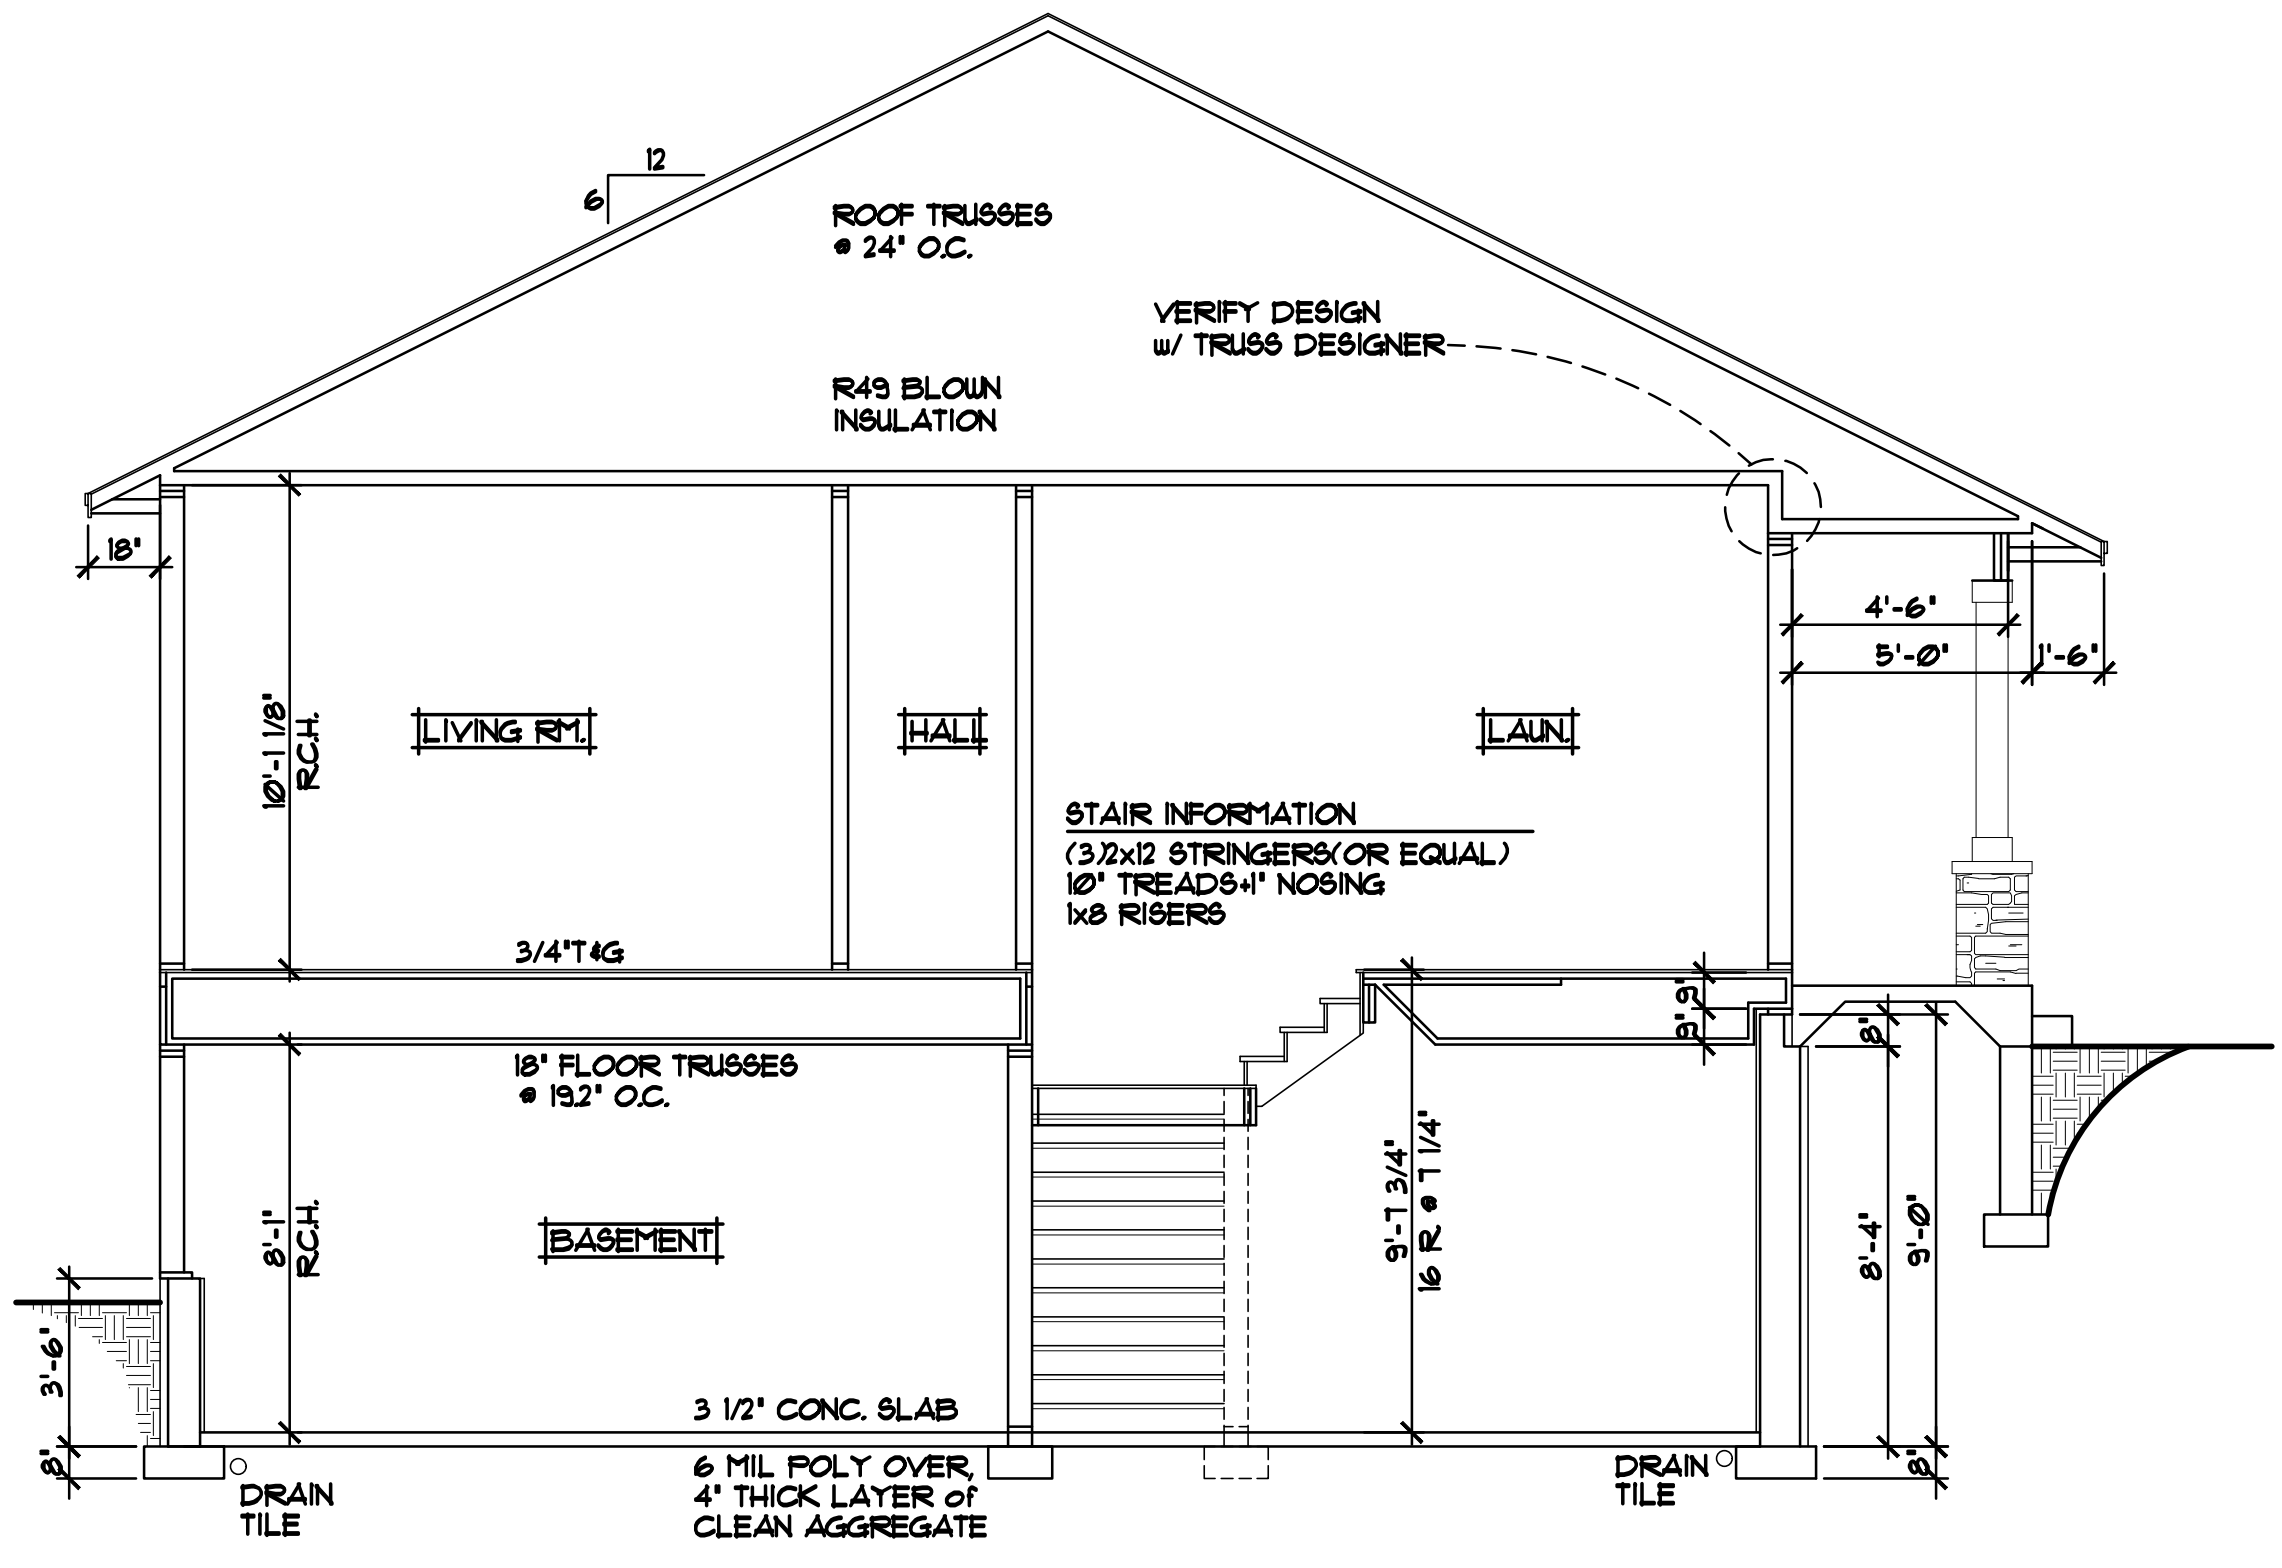 12
6
ROOF TRUSSES
@ 24" O.C.
VERIFY DESIGN
w/ TRUSS DESIGNER
R49 BLOWN
INSULATION
18"
4'-6"
5'-0"
1'-6"
10'-1 1/8"
R.C.H.
LIVING RM.
HALL
LAUN.
STAIR INFORMATION
(3)2x12 STRINGERS(OR EQUAL)
10" TREADS+1" NOSING
1x8 RISERS
3/4"T&G
9"
9"
8"
18" FLOOR TRUSSES
@ 19.2" O.C.
8'-1"
R.C.H.
BASEMENT
9'-7 3/4"
16 R @ 7 1/4"
8'-4"
9'-0"
3'-6"
8"
3 1/2" CONC. SLAB
6 MIL POLY OVER,
4" THICK LAYER of
CLEAN AGGREGATE
DRAIN
TILE
DRAIN
TILE
8"